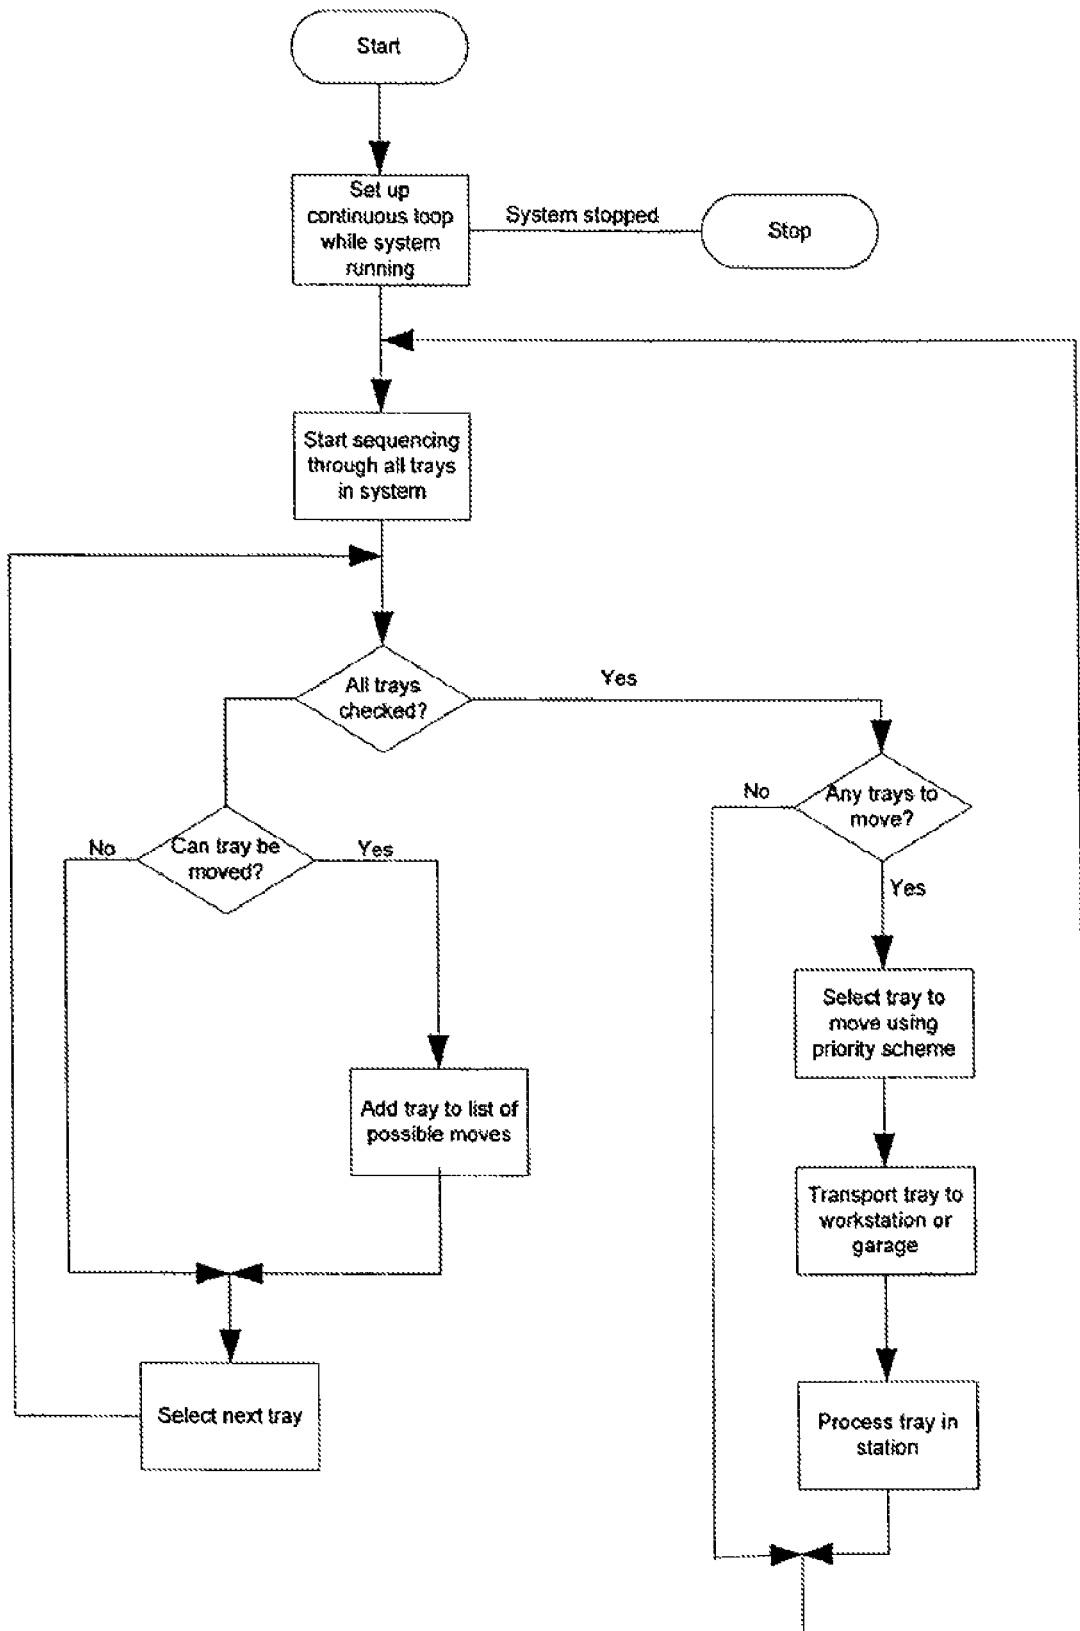 Start
Set up
continuous loop
while system
running
System stopped
Stop
Start sequencing
through all trays
in system
All trays
checked?
Yes
No
Any trays to
move?
No
Can tray be
moved?
Yes
Yes
Select tray to
move using
priority scheme
Add tray to list of
possible moves
Transport tray to
workstation or
garage
Select next tray
Process tray in
station